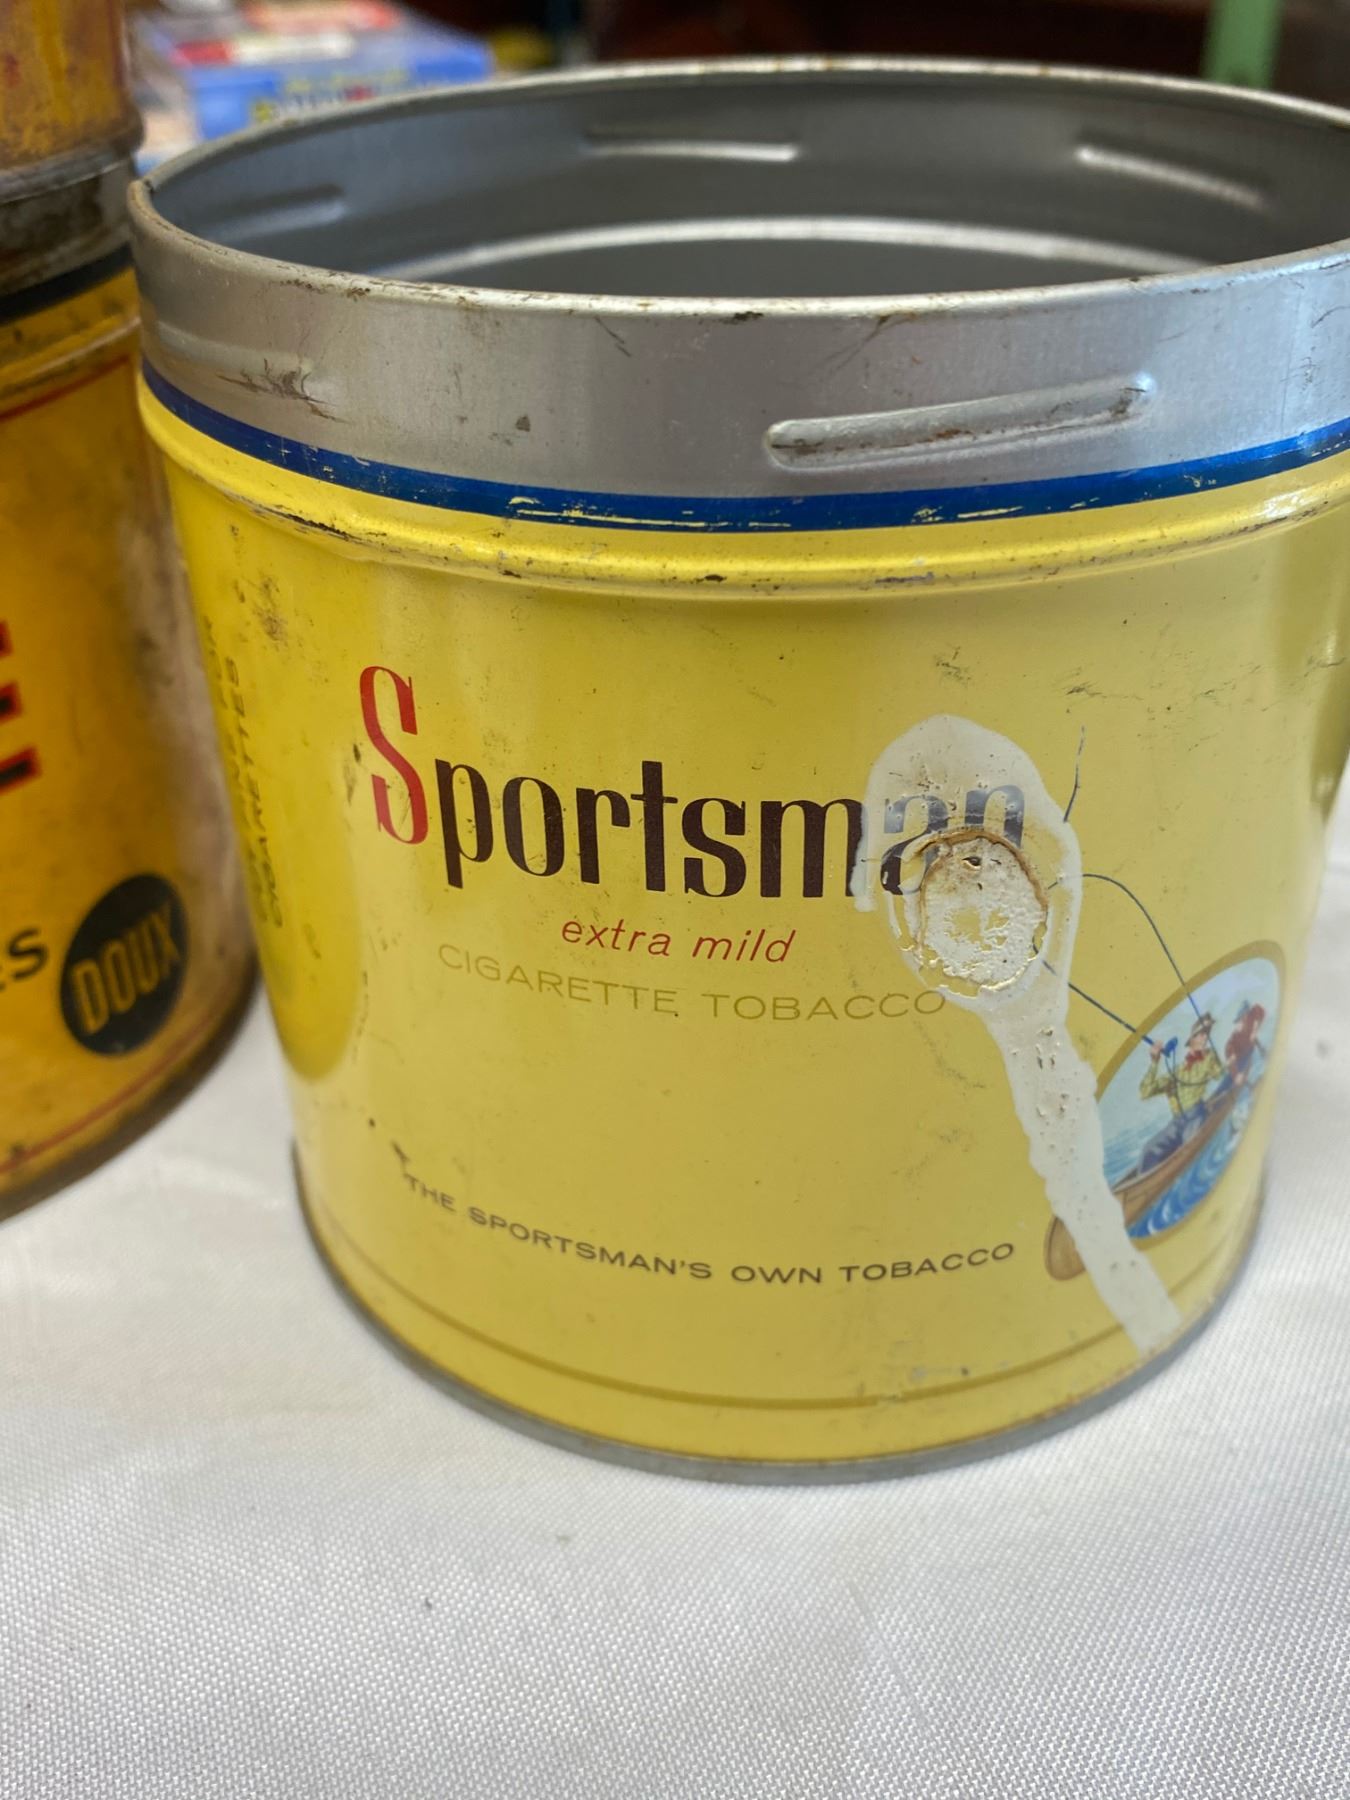 Sportsman
extra mild
CIGARETTE TOBACCO
THE SPORTSMAN'S OWN TOBACCO
DOUX